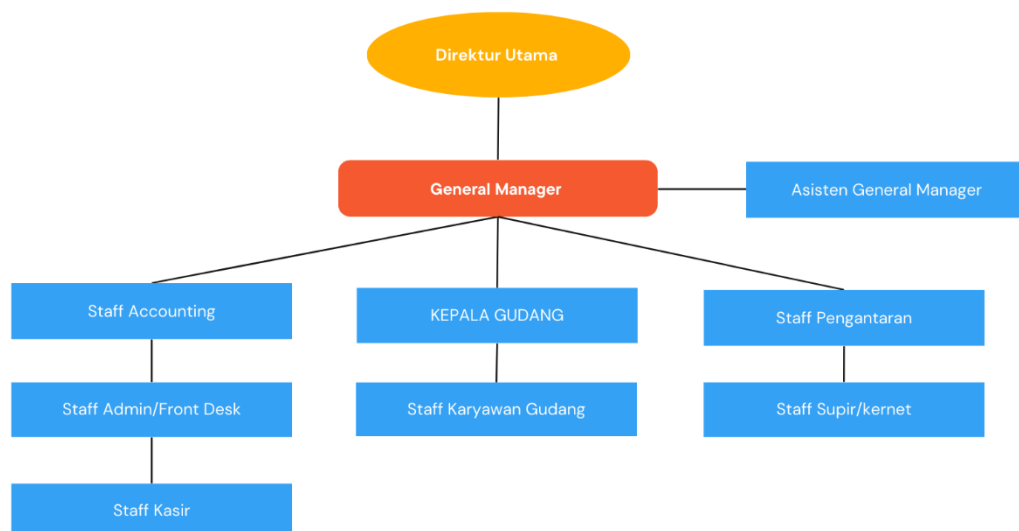 Direktur Utama
General Manager
Asisten General Manager
Staff Accounting
KEPALA GUDANG
Staff Pengantaran
Staff Admin/Front Desk
Staff Karyawan Gudang
Staff Supir/kernet
Staff Kasir